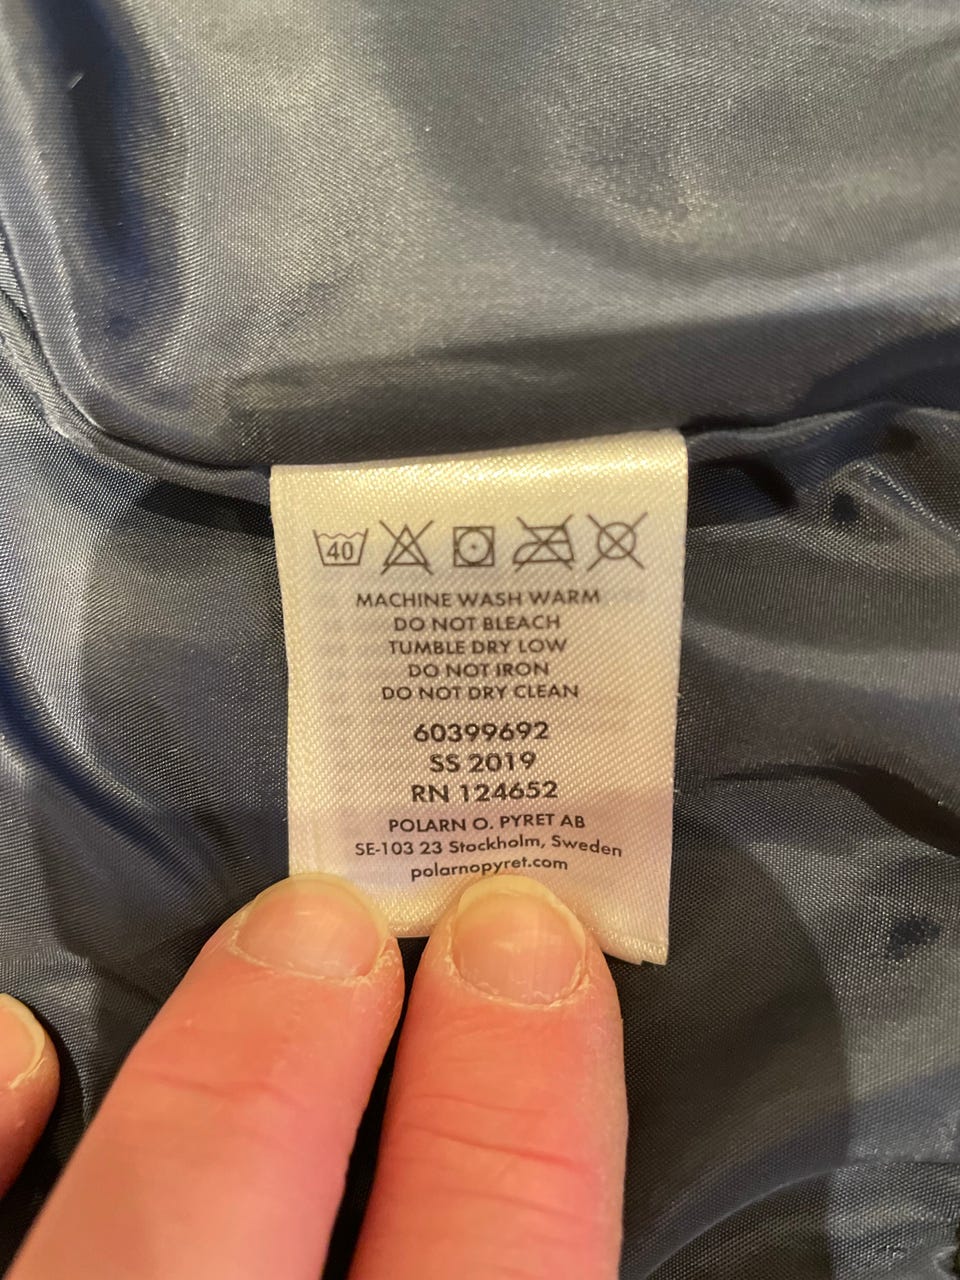 40
MACHINE WASH WARM
DO NOT BLEACH
TUMBLE DRY LOW
DO NOT IRON
DO NOT DRY CLEAN
60399692
SS 2019
RN 124652
POLARN O. PYRET AB
SE-103 23 Stockholm, Sweden
polarnopyret.com